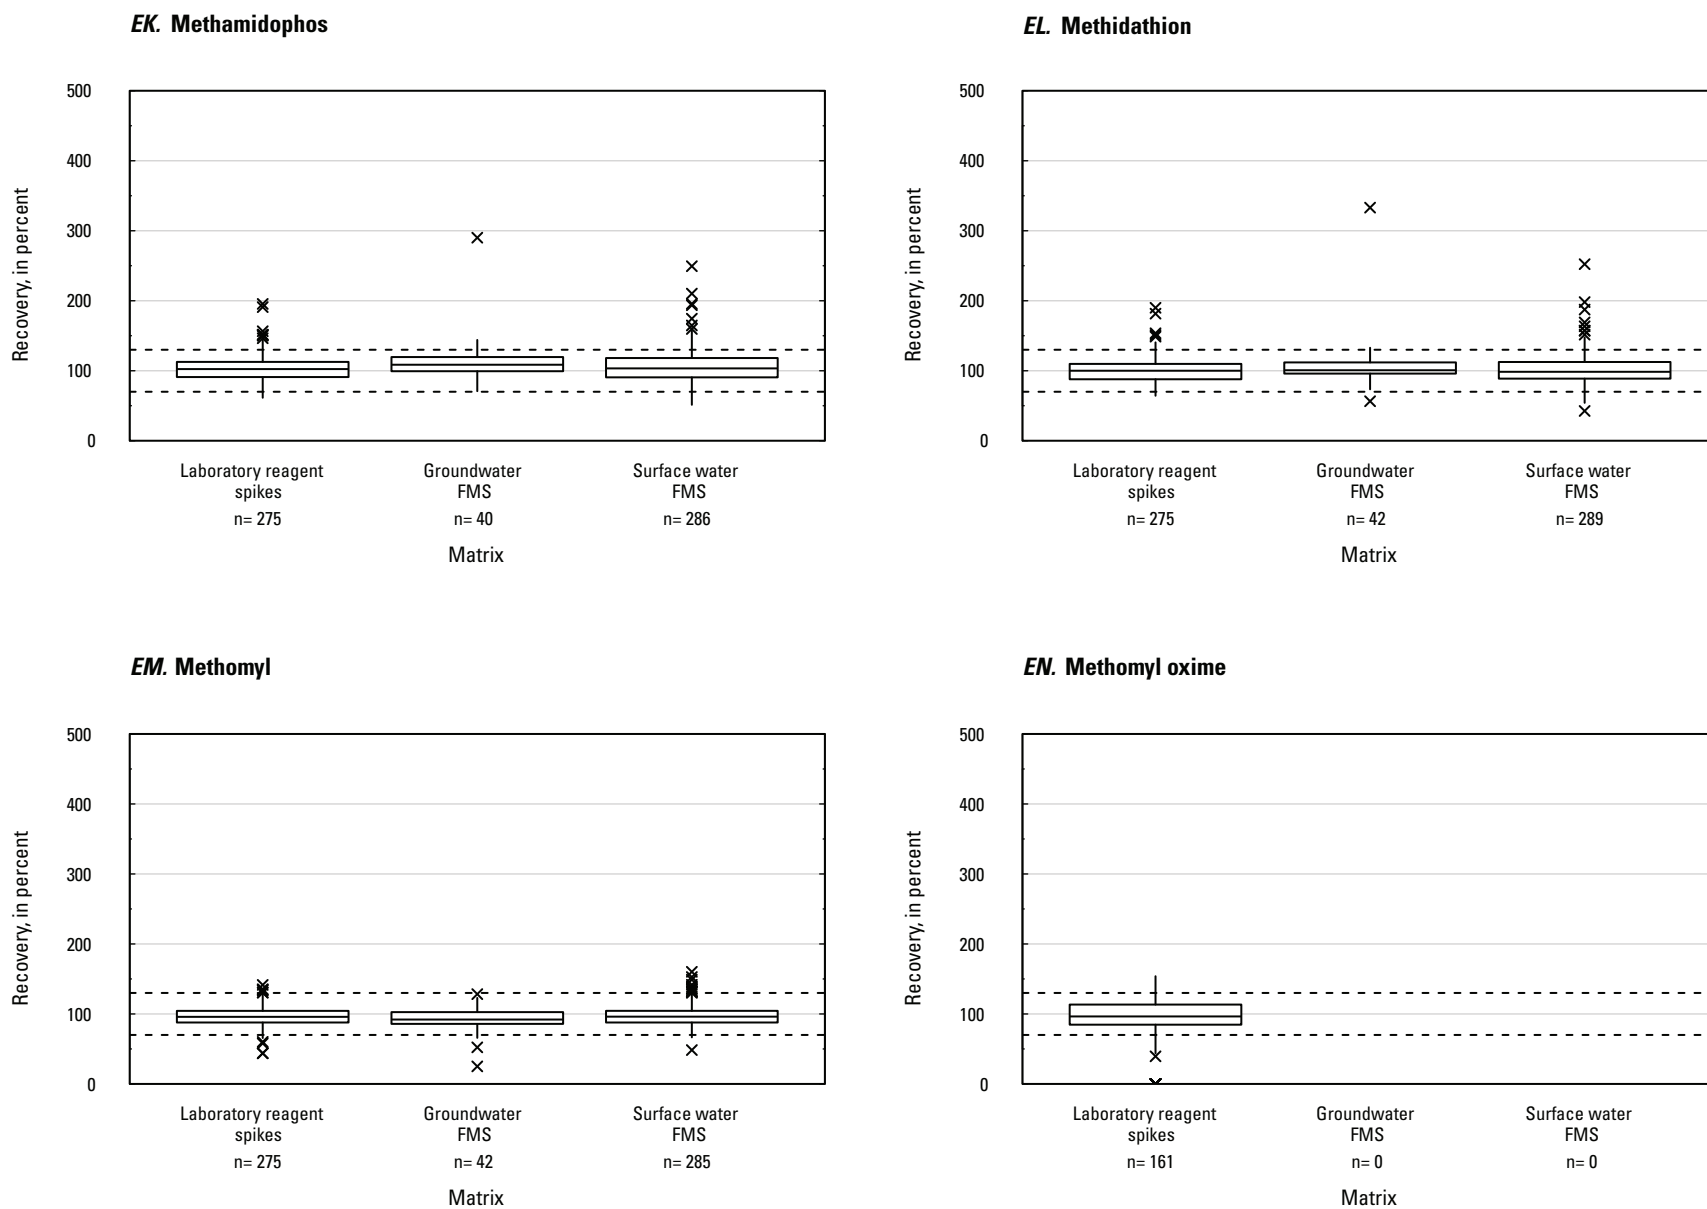 EK. Methamidophos
500
400
300
200
100
0
Recovery, in percent
Laboratory reagent
spikes
n= 275
Groundwater
FMS
n= 40
Surface water
FMS
n= 286
Matrix
EL. Methidathion
500
400
300
200
100
0
Recovery, in percent
Laboratory reagent
spikes
n= 275
Groundwater
FMS
n= 42
Surface water
FMS
n= 289
Matrix
EM. Methomyl
500
400
300
200
100
0
Recovery, in percent
Laboratory reagent
spikes
n= 275
Groundwater
FMS
n= 42
Surface water
FMS
n= 285
Matrix
EN. Methomyl oxime
500
400
300
200
100
0
Recovery, in percent
Laboratory reagent
spikes
n= 161
Groundwater
FMS
n= 0
Surface water
FMS
n= 0
Matrix